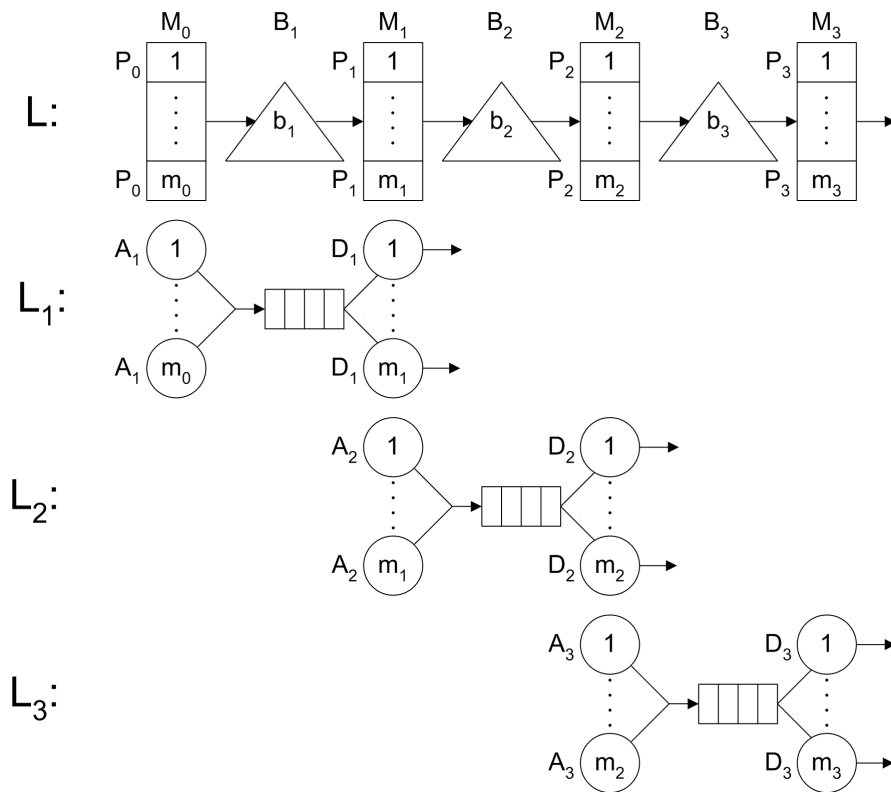 M₀ B₁ M₁ B₂ M₂ B₃ M₃
P₀ 1 P₁ 1 P₂ 1 P₃ 1
L: b₁ b₂ b₃
P₀ m₀ P₁ m₁ P₂ m₂ P₃ m₃
A₁ 1 D₁ 1
L₁:
A₁ m₀ D₁ m₁
A₂ 1 D₂ 1
L₂:
A₂ m₁ D₂ m₂
A₃ 1 D₃ 1
L₃:
A₃ m₂ D₃ m₃